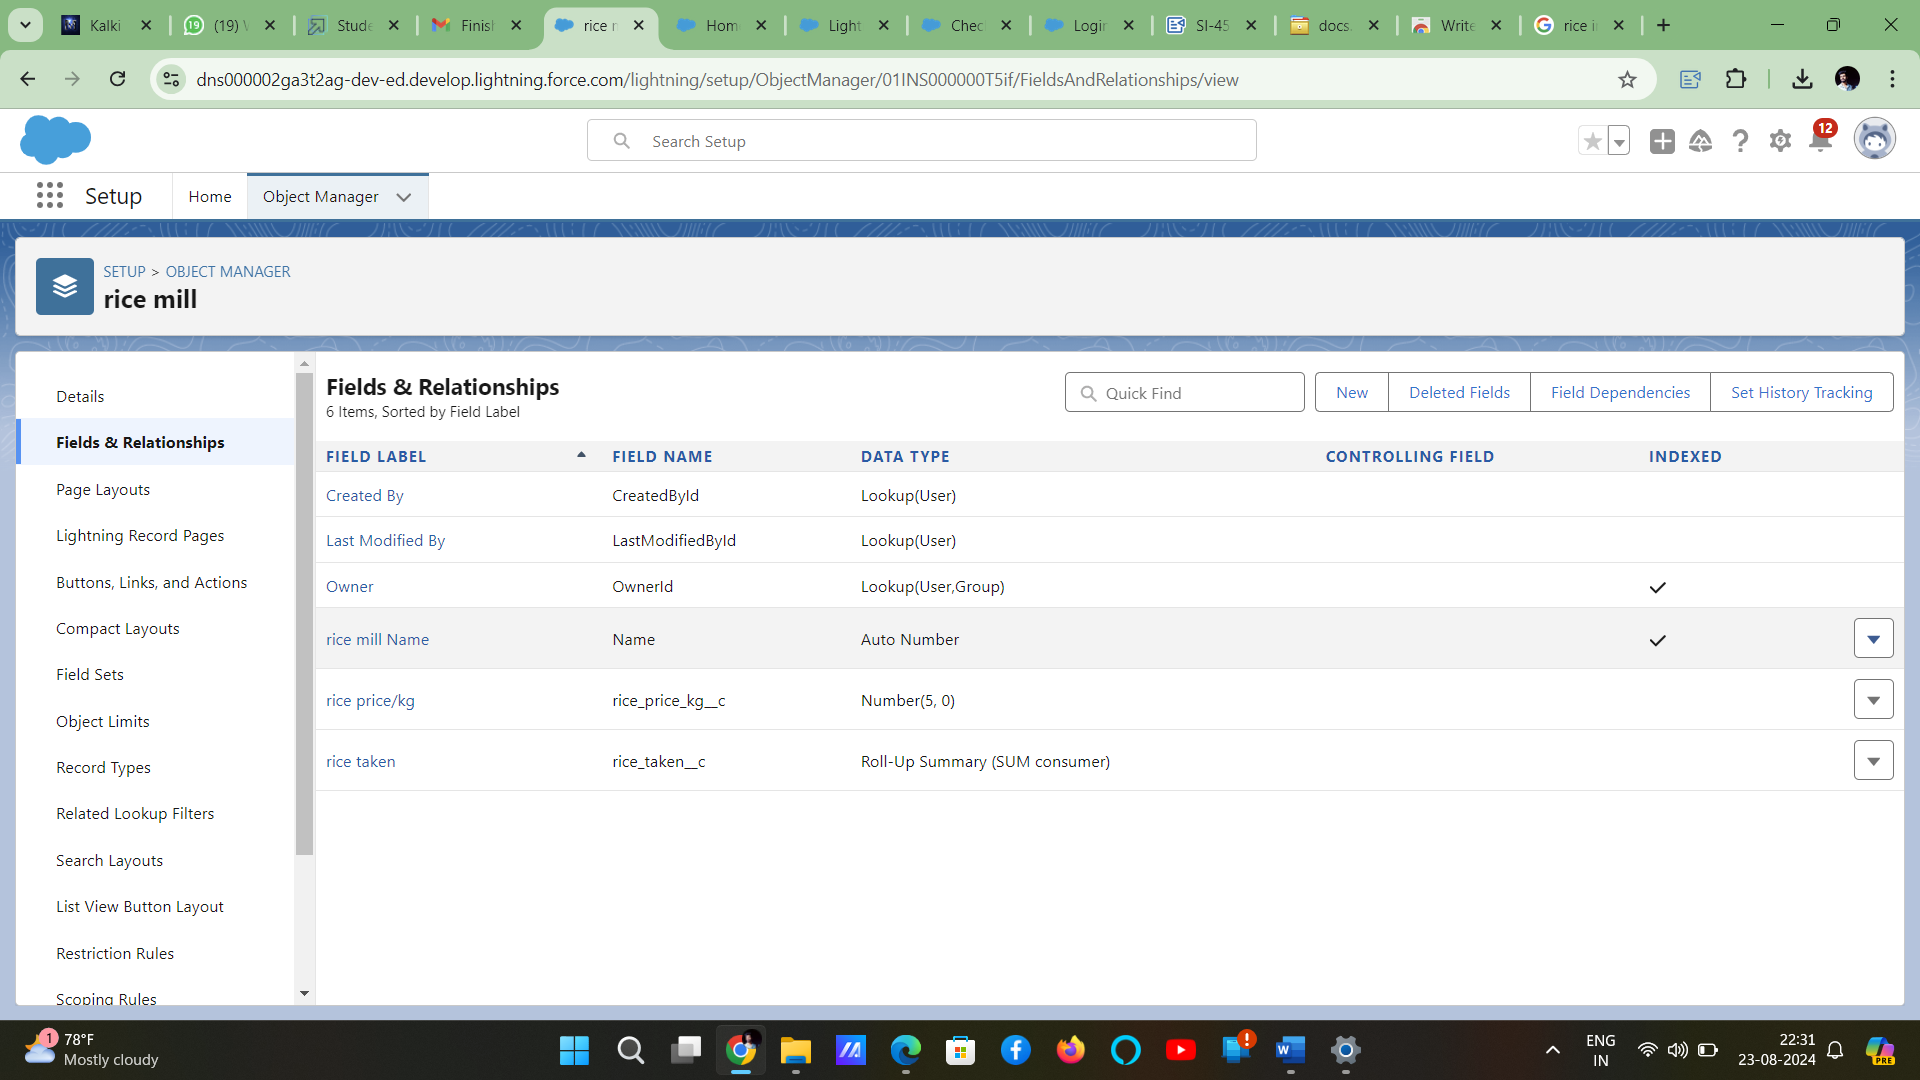 Kalki
(19) W
Stude
Finish
rice m
Home
Light
Chec
Login
SI-45
docs.
Write
rice in
dns000002ga3t2ag-dev-ed.develop.lightning.force.com/lightning/setup/ObjectManager/01INS000000T5if/FieldsAndRelationships/view
Search Setup
12
Setup
Home
Object Manager
SETUP > OBJECT MANAGER
rice mill
Details
Fields & Relationships
Page Layouts
Lightning Record Pages
Buttons, Links, and Actions
Compact Layouts
Field Sets
Object Limits
Record Types
Related Lookup Filters
Search Layouts
List View Button Layout
Restriction Rules
Scoping Rules
Fields & Relationships
6 Items, Sorted by Field Label
Quick Find
New
Deleted Fields
Field Dependencies
Set History Tracking
FIELD LABEL FIELD NAME DATA TYPE CONTROLLING FIELD INDEXED
Created By CreatedById Lookup(User)
Last Modified By LastModifiedById Lookup(User)
Owner OwnerId Lookup(User,Group)
rice mill Name Name Auto Number
rice price/kg rice_price_kg__c Number(5, 0)
rice taken rice_taken__c Roll-Up Summary (SUM consumer)
1
78°F
Mostly cloudy
ENG
IN
22:31
23-08-2024
PRE